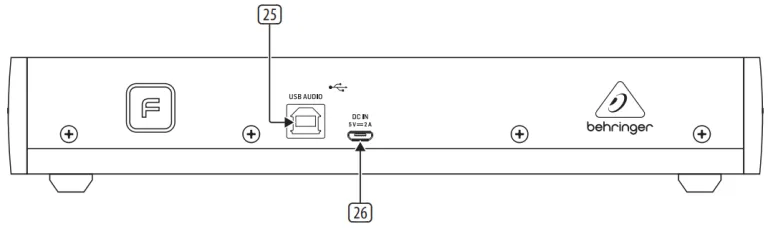 25
F
USB AUDIO
DC IN
5V⎓2A
behringer
26